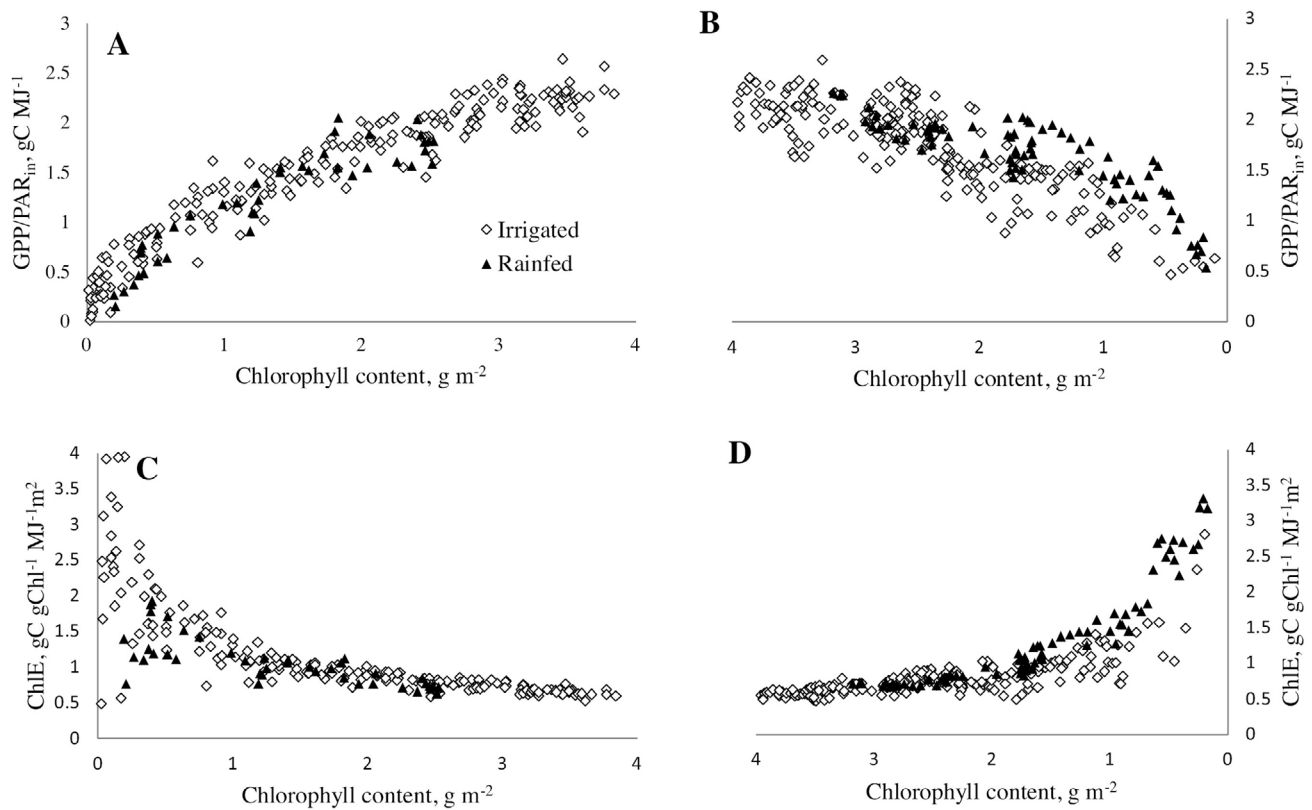 A
GPP/PARin, gC MJ-1
3
2.5
2
1.5
1
0.5
0
0 1 2 3 4
Chlorophyll content, g m-2
◇ Irrigated
▲ Rainfed
B
3
2.5
2
1.5
1
0.5
0
GPP/PARin, gC MJ-1
4 3 2 1 0
Chlorophyll content, g m-2
C
ChlE, gC gChl-1 MJ-1m2
4
3.5
3
2.5
2
1.5
1
0.5
0
0 1 2 3 4
Chlorophyll content, g m-2
D
4
3.5
3
2.5
2
1.5
1
0.5
0
ChlE, gC gChl-1 MJ-1m2
4 3 2 1 0
Chlorophyll content, g m-2